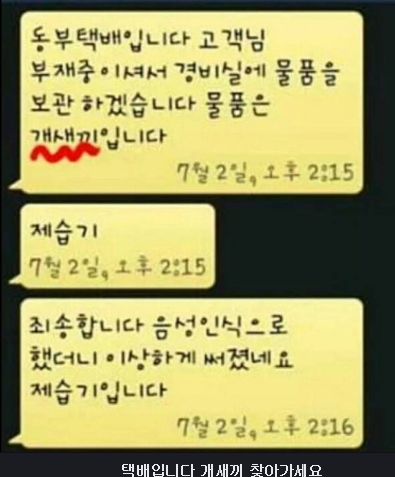 동부택배입니다 고객님
부재중이셔서 경비실에 물품을
보관 하겠습니다 물품은
개새끼입니다
7월 2일, 오후 2:15
제습기
7월 2일, 오후 2:15
죄송합니다 음성인식으로
했더니 이상하게 써졌네요
제습기입니다
7월 2일, 오후 2:16
택배입니다 개새끼 찾아가세요